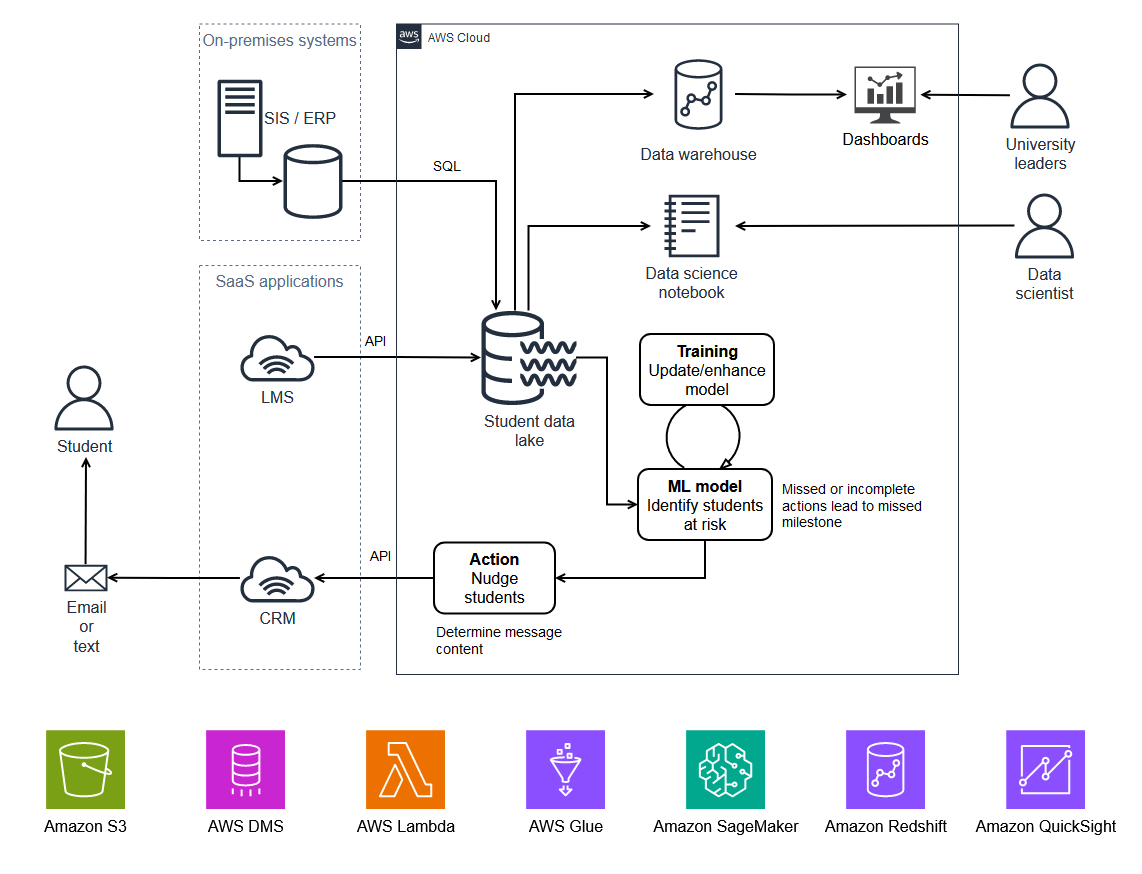 On-premises systems
SIS / ERP
aws
AWS Cloud
SQL
Data warehouse
Dashboards
University
leaders
Data science
notebook
Data
scientist
SaaS applications
LMS
API
Student data
lake
Training
Update/enhance
model
ML model
Identify students
at risk
Missed or incomplete
actions lead to missed
milestone
Student
Email
or
text
CRM
API
Action
Nudge
students
Determine message
content
Amazon S3
AWS DMS
AWS Lambda
AWS Glue
Amazon SageMaker
Amazon Redshift
Amazon QuickSight